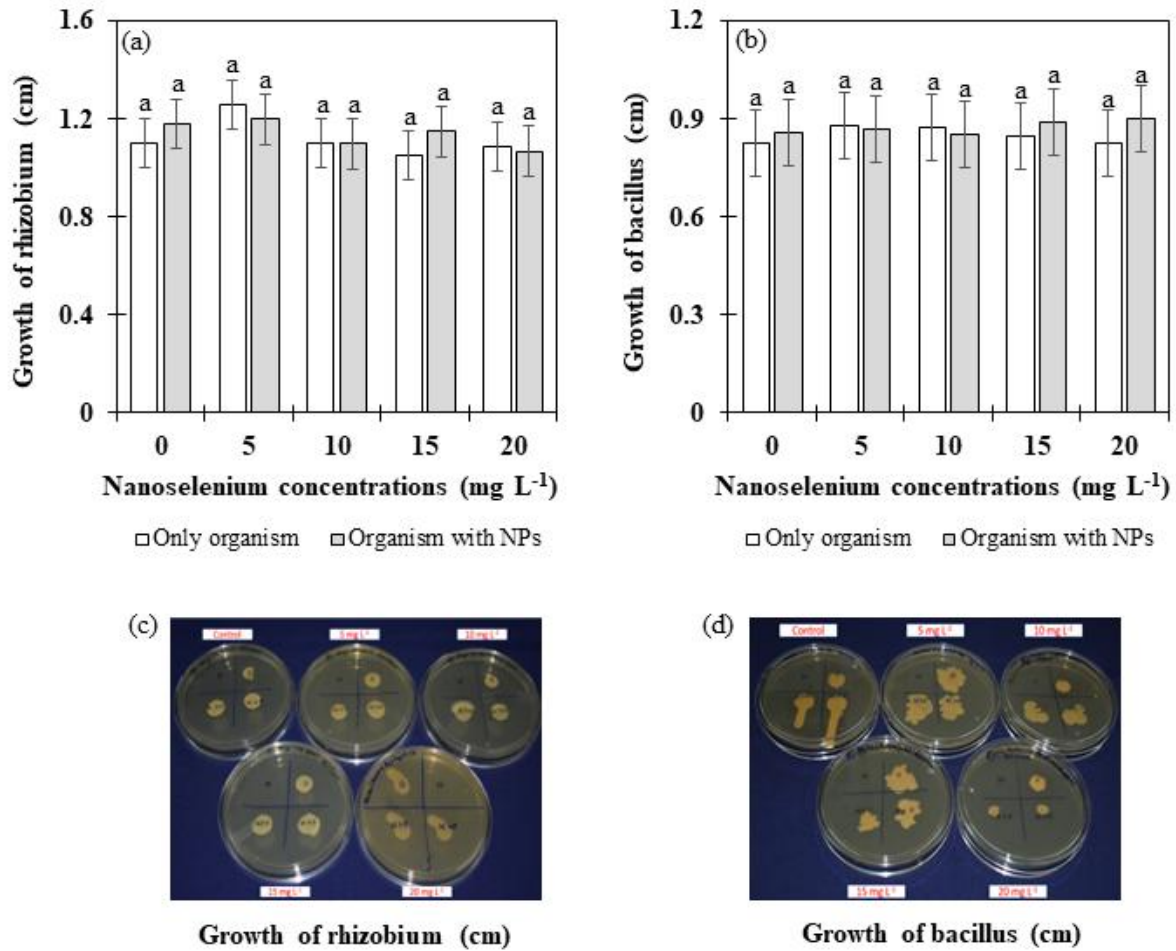 (a)
1.6
1.2
0.8
0.4
0
Growth of rhizobium (cm)
a a a a a a a a a a
0 5 10 15 20
Nanoselenium concentrations (mg L-1)
Only organism Organism with NPs
(b)
1.2
0.9
0.6
0.3
0
Growth of bacillus (cm)
a a a a a a a a a a
0 5 10 15 20
Nanoselenium concentrations (mg L-1)
Only organism Organism with NPs
(c)
Control 5 mg L-1 10 mg L-1
15 mg L-1 20 mg L-1
Growth of rhizobium (cm)
(d)
Control 5 mg L-1 10 mg L-1
15 mg L-1 20 mg L-1
Growth of bacillus (cm)